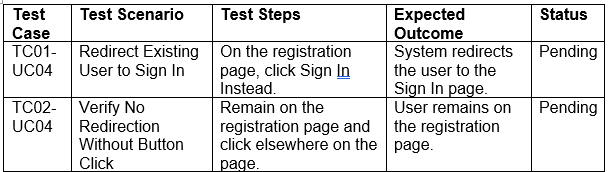 Test Case
Test Scenario
Test Steps
Expected Outcome
Status
TC01-UC04
Redirect Existing
User to Sign In
On the registration
page, click Sign In
Instead.
System redirects
the user to the
Sign In page.
Pending
TC02-UC04
Verify No
Redirection
Without Button
Click
Remain on the
registration page and
click elsewhere on the
page.
User remains on
the registration
page.
Pending